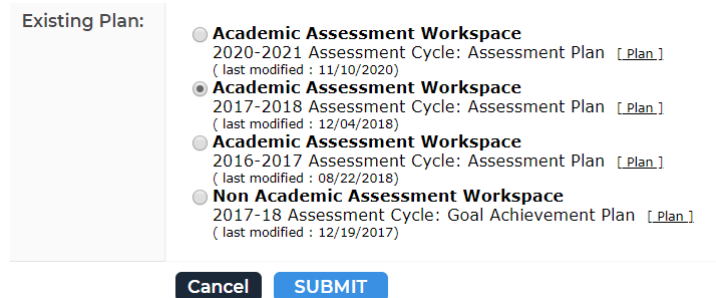 Existing Plan:
Academic Assessment Workspace
2020-2021 Assessment Cycle: Assessment Plan [ Plan ]
( last modified : 11/10/2020)
Academic Assessment Workspace
2017-2018 Assessment Cycle: Assessment Plan [ Plan ]
( last modified : 12/04/2018)
Academic Assessment Workspace
2016-2017 Assessment Cycle: Assessment Plan [ Plan ]
( last modified : 08/22/2018)
Non Academic Assessment Workspace
2017-18 Assessment Cycle: Goal Achievement Plan [ Plan ]
( last modified : 12/19/2017)
Cancel SUBMIT